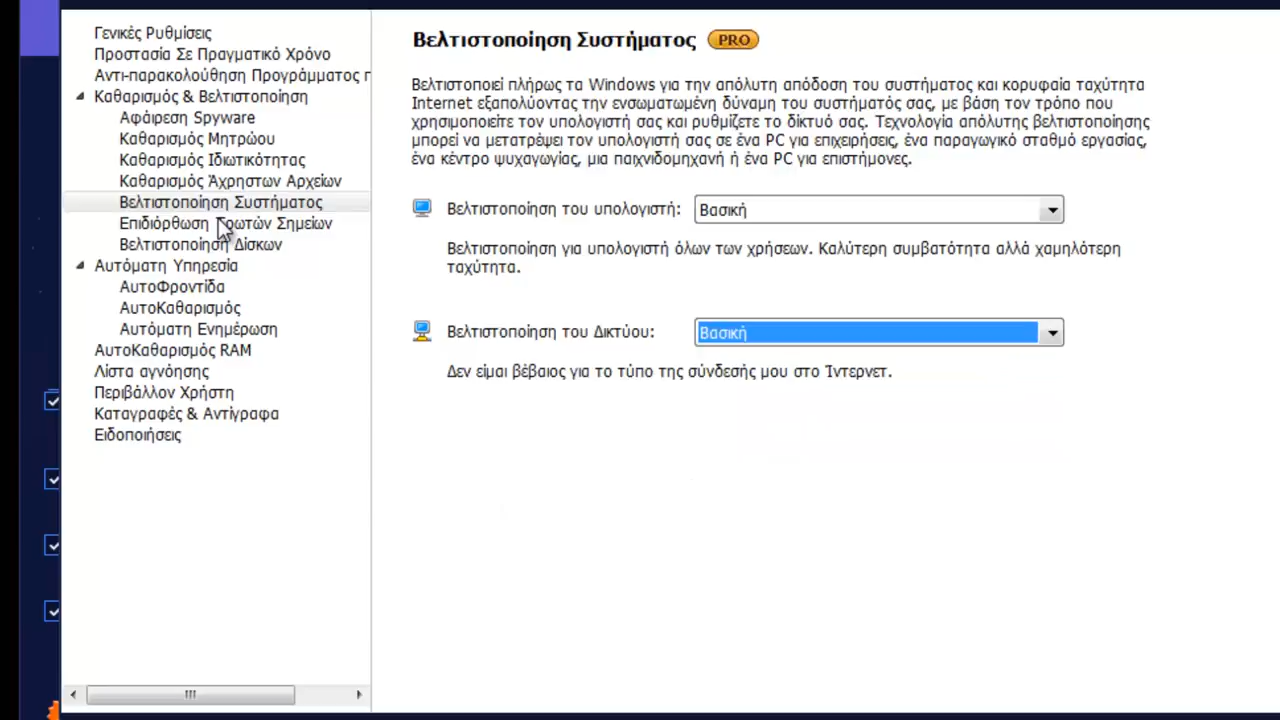 Γενικές Ρυθμίσεις
Προστασία Σε Πραγματικό Χρόνο
Αντι-παρακολούθηση Προγράμματος π
Καθαρισμός & Βελτιστοποίηση
Αφάιρεση Spyware
Καθαρισμός Μητρώου
Καθαρισμός Ιδιωτικότητας
Καθαρισμός Άχρηστων Αρχείων
Βελτιστοποίηση Συστήματος
Επιδιόρθωση Τρωτών Σημείων
Βελτιστοποίηση Δίσκων
Αυτόματη Υπηρεσία
ΑυτοΦροντίδα
ΑυτοΚαθαρισμός
Αυτόματη Ενημέρωση
ΑυτοΚαθαρισμός RAM
Λίστα αγνόησης
Περιβάλλον Χρήστη
Καταγραφές & Αντίγραφα
Ειδοποιήσεις
Βελτιστοποίηση Συστήματος PRO
Βελτιστοποιεί πλήρως τα Windows για την απόλυτη απόδοση του συστήματος και κορυφαία ταχύτητα
Internet εξαπολύοντας την ενσωματωμένη δύναμη του συστήματός σας, με βάση τον τρόπο που
χρησιμοποιείτε τον υπολογιστή σας και ρυθμίζετε το δίκτυό σας. Τεχνολογία απόλυτης βελτιστοποίησης
μπορεί να μετατρέψει τον υπολογιστή σας σε ένα PC για επιχειρήσεις, ένα παραγωγικό σταθμό εργασίας,
ένα κέντρο ψυχαγωγίας, μια παιχνιδομηχανή ή ένα PC για επιστήμονες.
Βελτιστοποίηση του υπολογιστή: Βασική
Βελτιστοποίηση για υπολογιστή όλων των χρήσεων. Καλύτερη συμβατότητα αλλά χαμηλότερη
ταχύτητα.
Βελτιστοποίηση του Δικτύου: Βασική
Δεν είμαι βέβαιος για το τύπο της σύνδεσής μου στο Ίντερνετ.